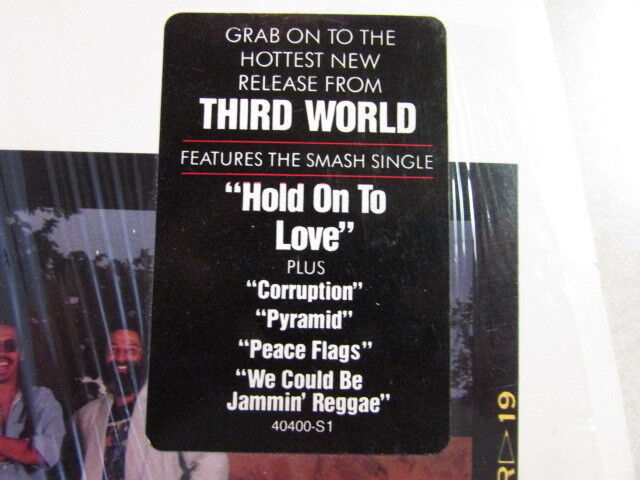 GRAB ON TO THE
HOTTEST NEW
RELEASE FROM
THIRD WORLD
FEATURES THE SMASH SINGLE
“Hold On To
Love”
PLUS
“Corruption”
“Pyramid”
“Peace Flags”
“We Could Be
Jammin’ Reggae”
40400-S1
R▷19